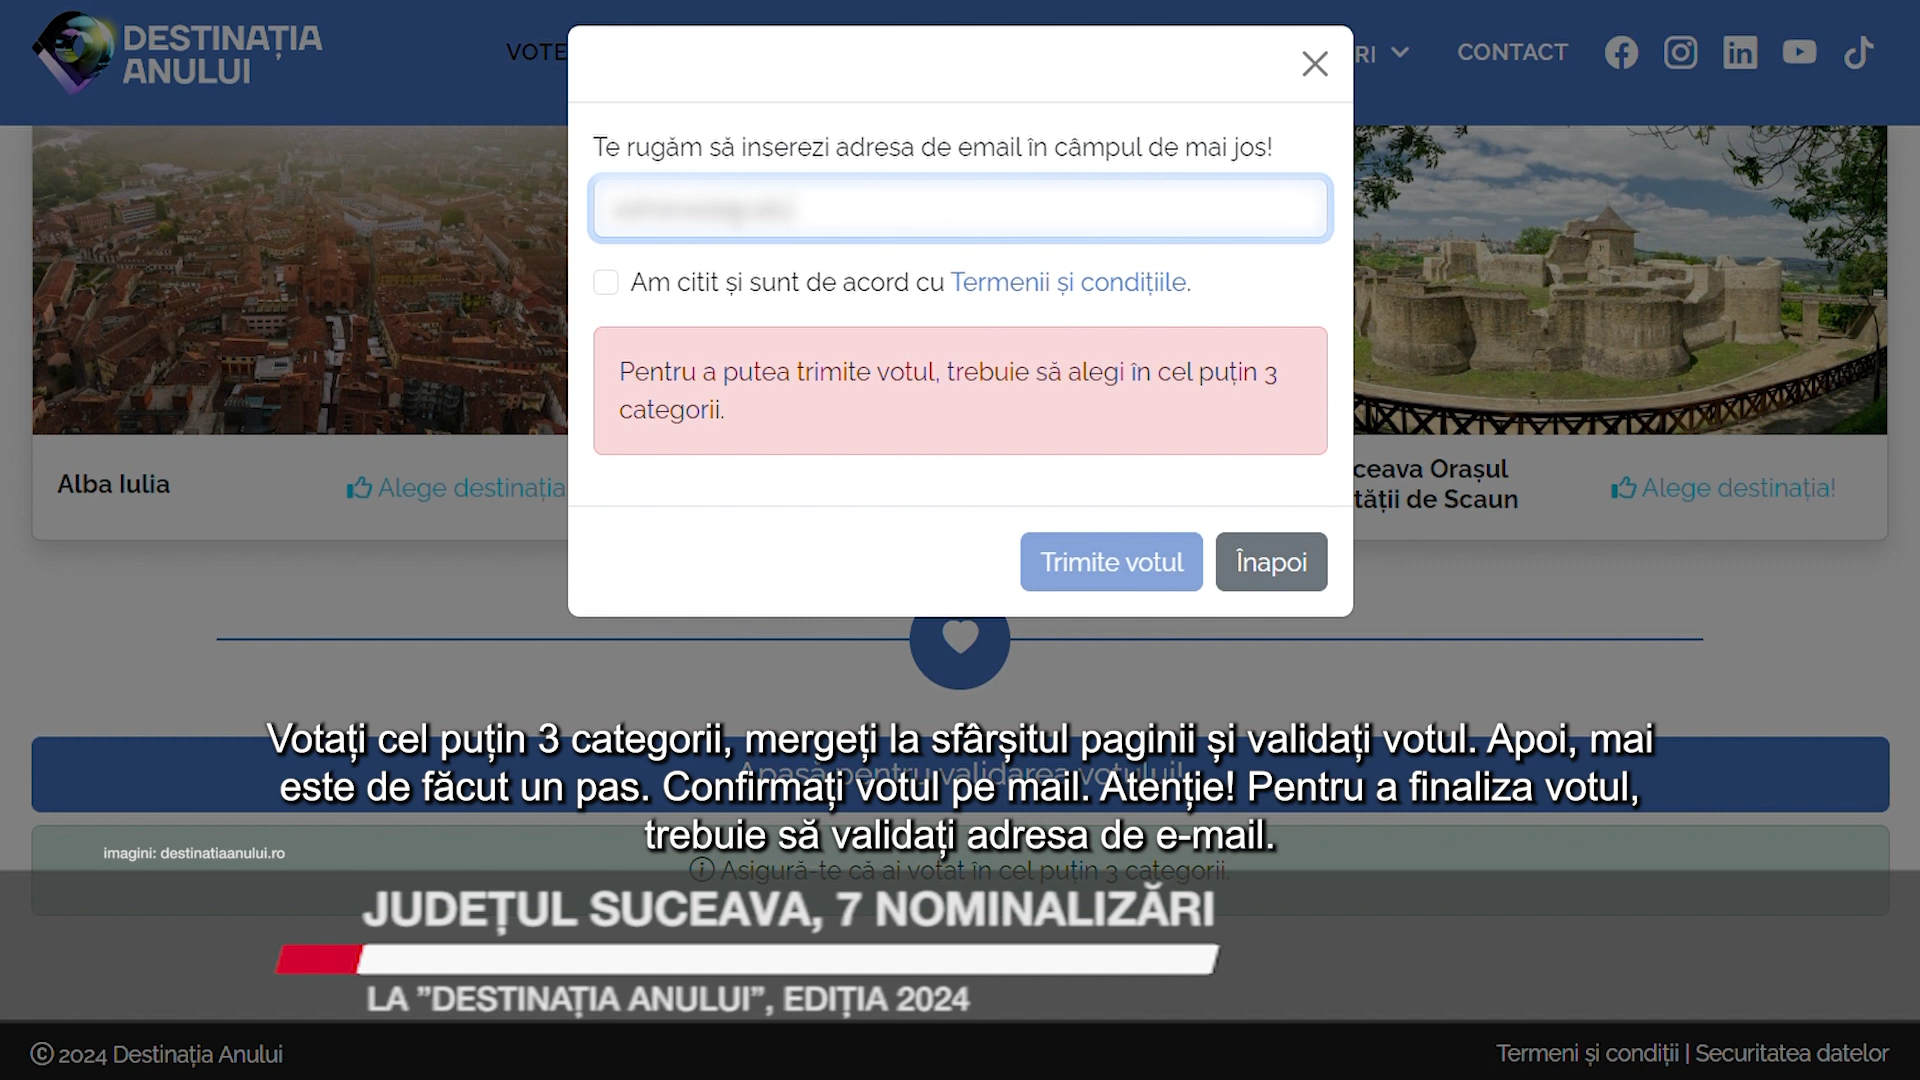 DESTINAȚIA
ANULUI
VOTE
RI
CONTACT
Te rugăm să inserezi adresa de email în câmpul de mai jos!
Am citit și sunt de acord cu Termenii și condițiile.
Pentru a putea trimite votul, trebuie să alegi în cel puțin 3
categorii.
Alba Iulia
Alege destinația
ceava Orașul
tății de Scaun
Alege destinația!
Trimite votul
Înapoi
Apasă pentru validarea votului!
Votați cel puțin 3 categorii, mergeți la sfârșitul paginii și validați votul. Apoi, mai
este de făcut un pas. Confirmați votul pe mail. Atenție! Pentru a finaliza votul,
trebuie să validați adresa de e-mail.
imagini: destinatiaanului.ro
Asigură-te că ai votat în cel puțin 3 categorii.
JUDEȚUL SUCEAVA, 7 NOMINALIZĂRI
LA ”DESTINAȚIA ANULUI”, EDIȚIA 2024
© 2024 Destinația Anului
Termeni și condiții | Securitatea datelor